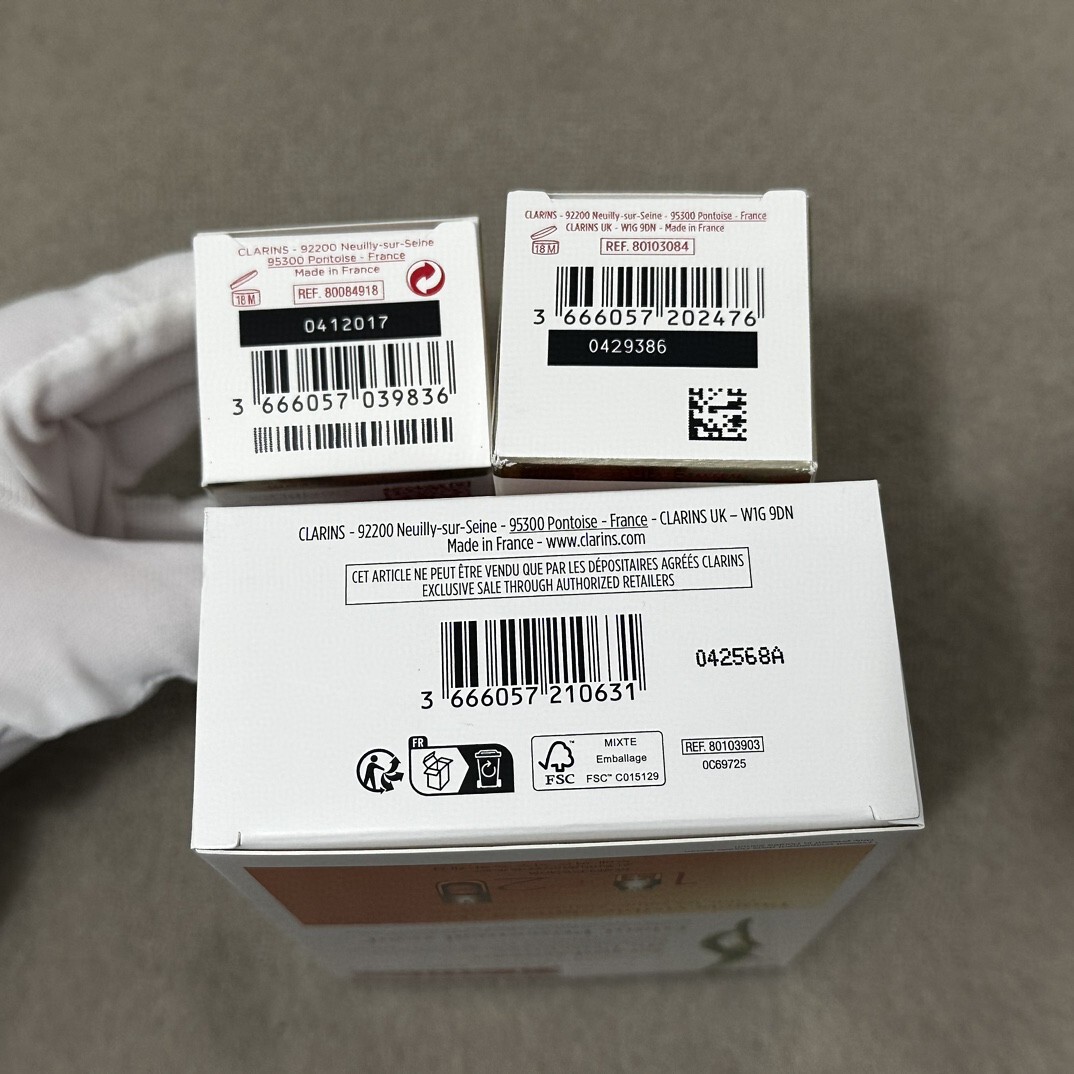 CLARINS - 92200 Neuilly-sur-Seine
95300 Pontoise - France
Made in France
18 M
REF. 80084918
0412017
3 666057 039836
CLARINS - 92200 Neuilly-sur-Seine - 95300 Pontoise - France
CLARINS UK - W1G 9DN - Made in France
18 M
REF. 80103084
3 666057 202476
0429386
CLARINS - 92200 Neuilly-sur-Seine - 95300 Pontoise - France - CLARINS UK – W1G 9DN
Made in France - www.clarins.com
CET ARTICLE NE PEUT ÊTRE VENDU QUE PAR LES DÉPOSITAIRES AGRÉÉS CLARINS
EXCLUSIVE SALE THROUGH AUTHORIZED RETAILERS
3 666057 210631
042568A
FR
FSC
MIXTE
Emballage
FSC™ C015129
REF. 80103903
0C69725